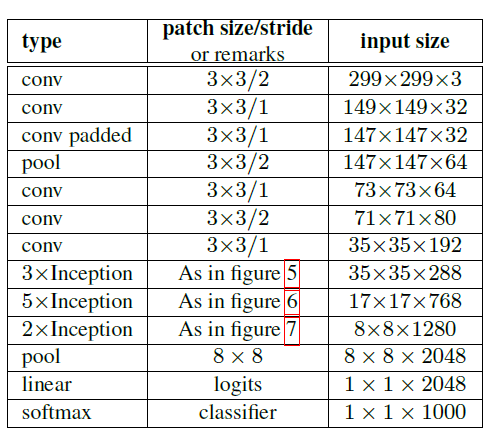 type patch size/stride or remarks input size
conv 3×3/2 299×299×3
conv 3×3/1 149×149×32
conv padded 3×3/1 147×147×32
pool 3×3/2 147×147×64
conv 3×3/1 73×73×64
conv 3×3/2 71×71×80
conv 3×3/1 35×35×192
3×Inception As in figure 5 35×35×288
5×Inception As in figure 6 17×17×768
2×Inception As in figure 7 8×8×1280
pool 8 × 8 8 × 8 × 2048
linear logits 1 × 1 × 2048
softmax classifier 1 × 1 × 1000